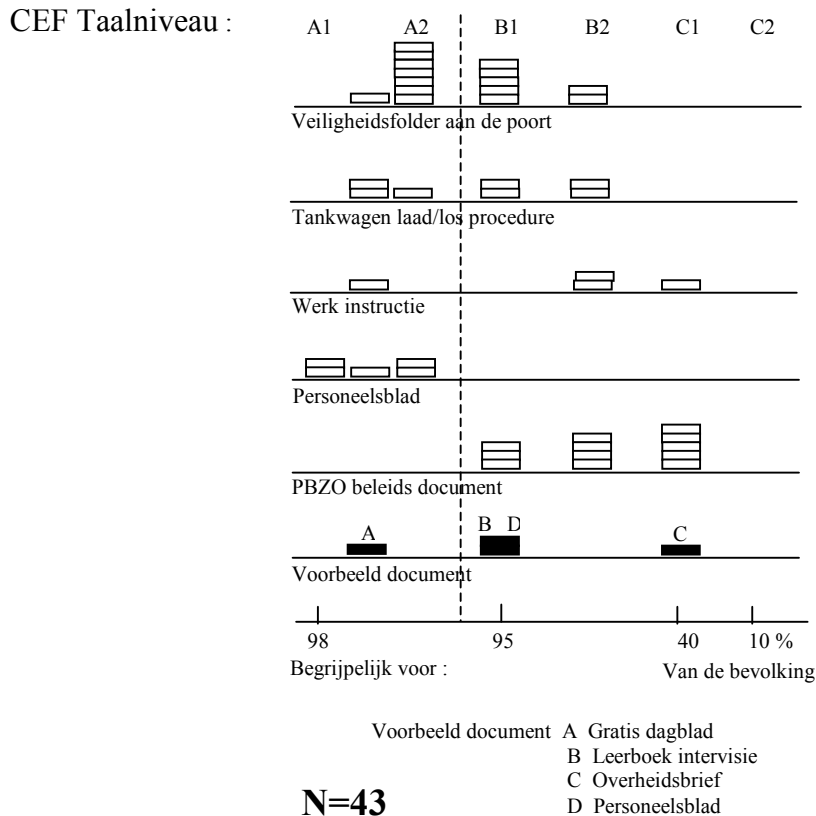 CEF Taalniveau : A1 A2 B1 B2 C1 C2
Veiligheidsfolder aan de poort
Tankwagen laad/los procedure
Werk instructie
Personeelsblad
PBZO beleids document
A B D C
Voorbeeld document
98 95 40 10 %
Begrijpelijk voor : Van de bevolking
Voorbeeld document A Gratis dagblad
B Leerboek intervisie
C Overheidsbrief
D Personeelsblad
N=43